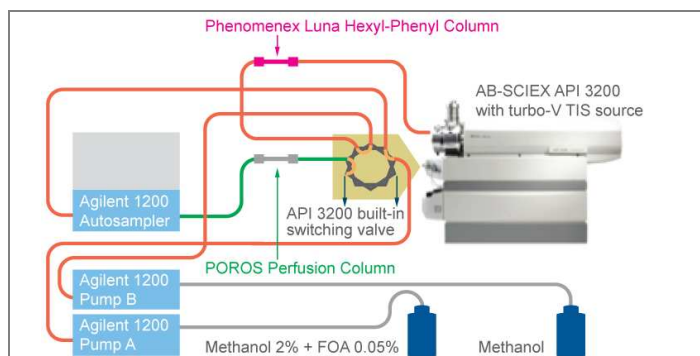 Phenomenex Luna Hexyl-Phenyl Column
AB-SCIEX API 3200
with turbo-V TIS source
Agilent 1200
Autosampler
API 3200 built-in
switching valve
POROS Perfusion Column
Agilent 1200
Pump B
Agilent 1200
Pump A
Methanol 2% + FOA 0.05%
Methanol